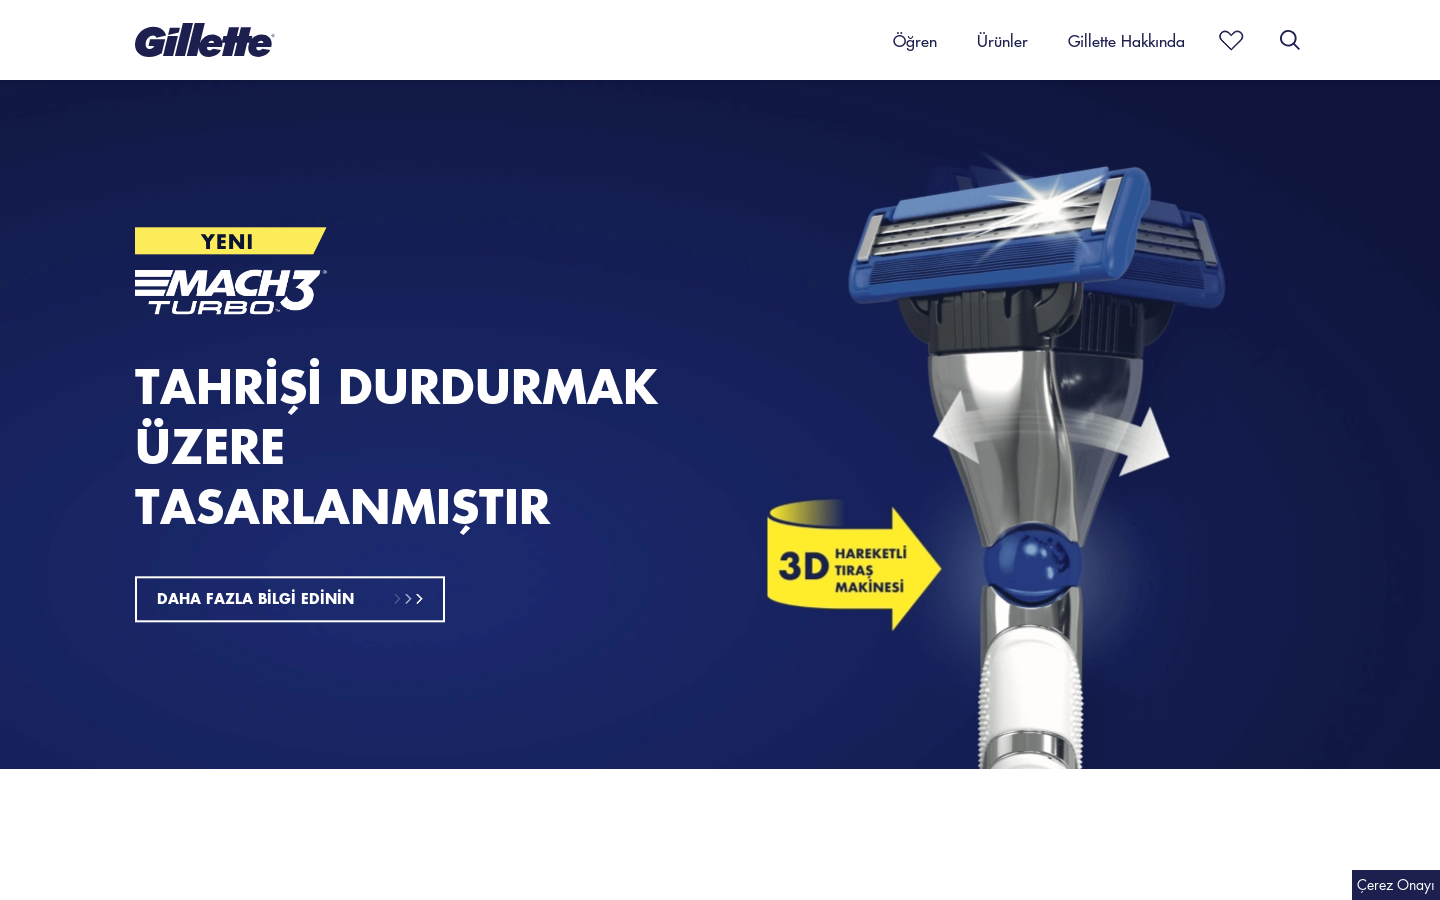 Gillette
Öğren
Ürünler
Gillette Hakkında
YENI
MACH3
TURBO™
TAHRİŞİ DURDURMAK
ÜZERE
TASARLANMIŞTIR
DAHA FAZLA BİLGİ EDİNİN
3D HAREKETLİ
TIRAŞ
MAKİNESİ
Çerez Onayı